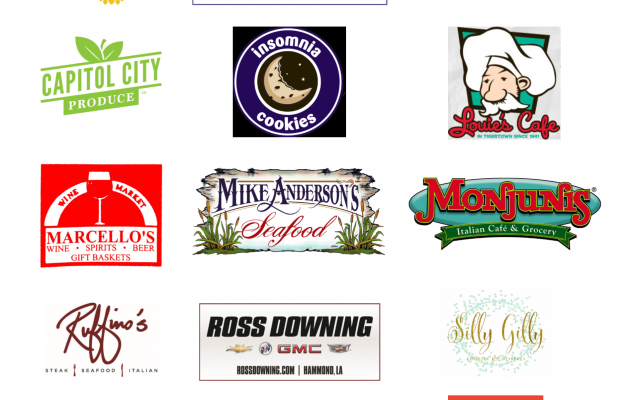 CAPITOL CITY
PRODUCE
insomnia
cookies
Louie's Cafe
IN TIGERTOWN SINCE 1941
WINE MARKET
MARCELLO'S
WINE • SPIRITS • BEER
GIFT BASKETS
MIKE ANDERSON'S
Seafood
MONJUNIS®
Italian Café & Grocery
Ruffino's
STEAK SEAFOOD ITALIAN
ROSS DOWNING
GMC
ROSSDOWNING.COM | HAMMOND, LA
Silly Gilly